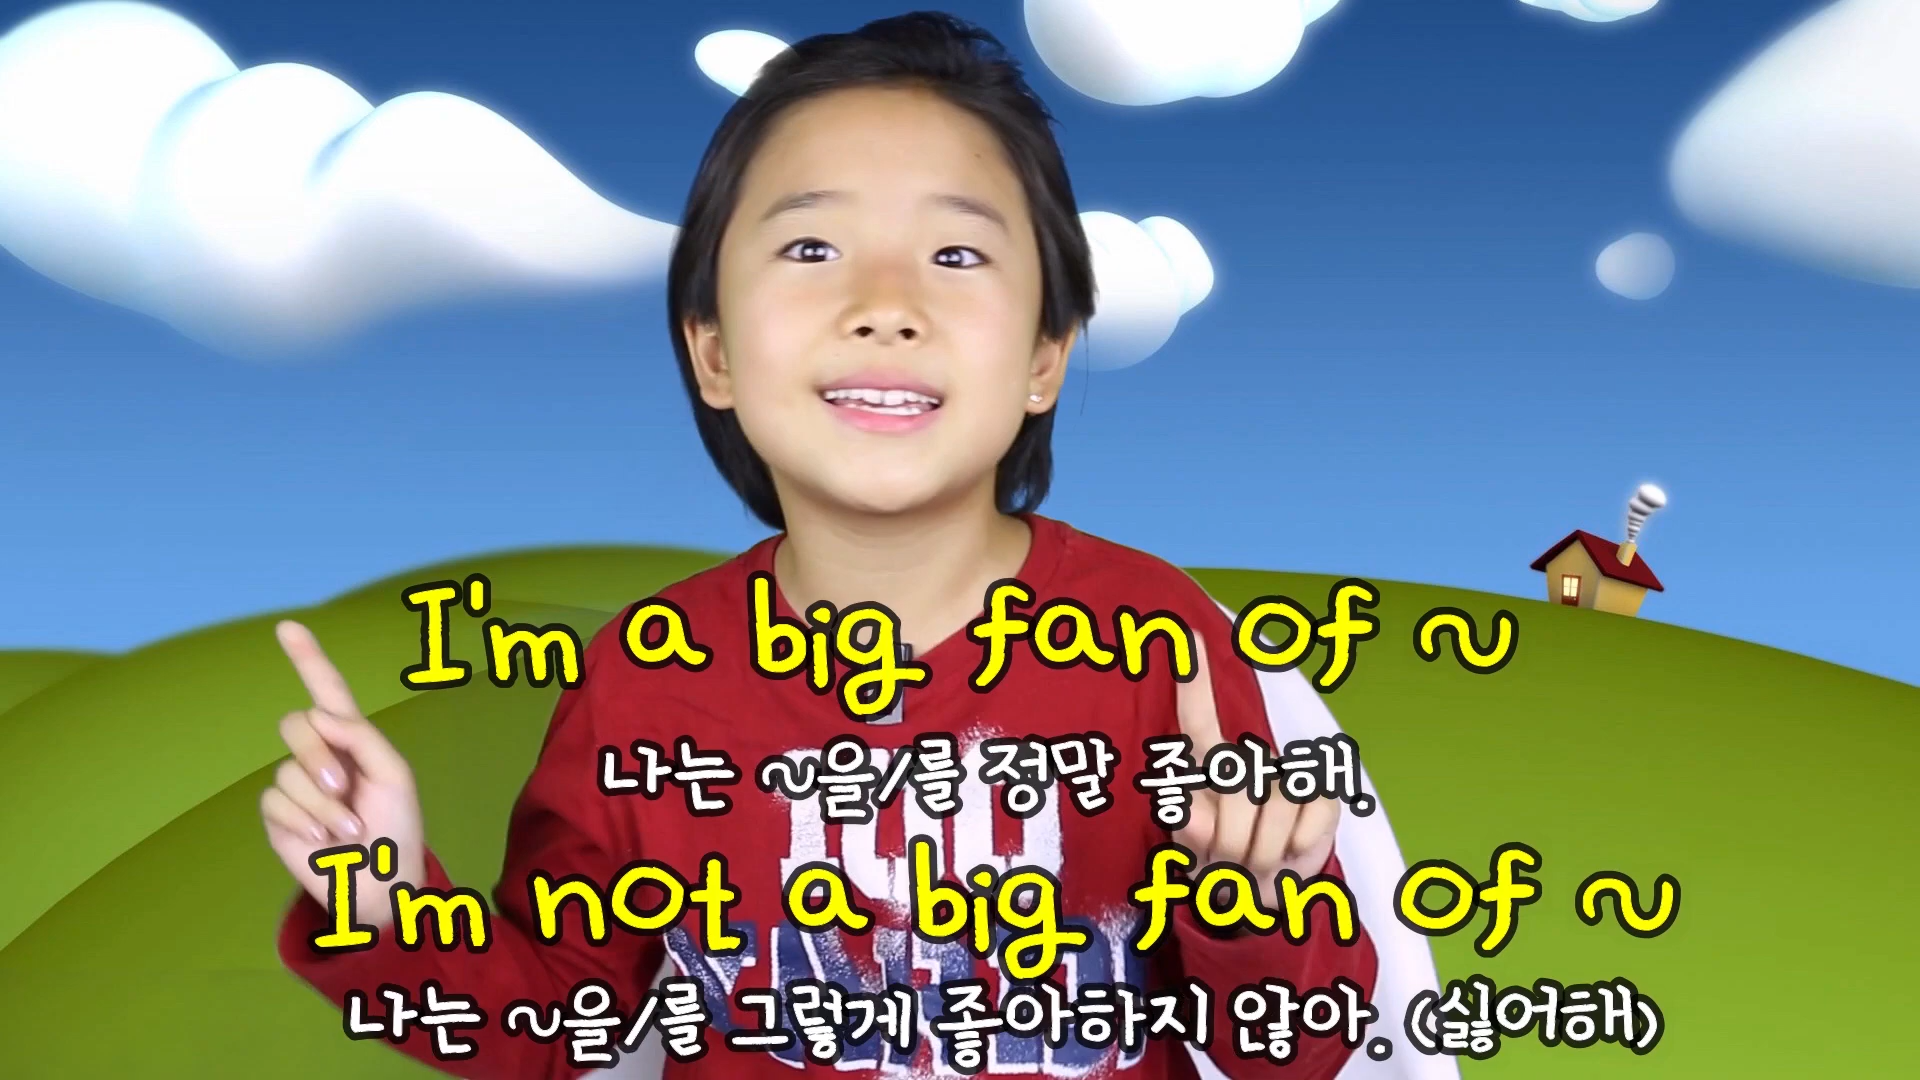 I'm a big fan of ~
나는 ~을/를 정말 좋아해.
I'm not a big fan of ~
나는 ~을/를 그렇게 좋아하지 않아. (싫어해)